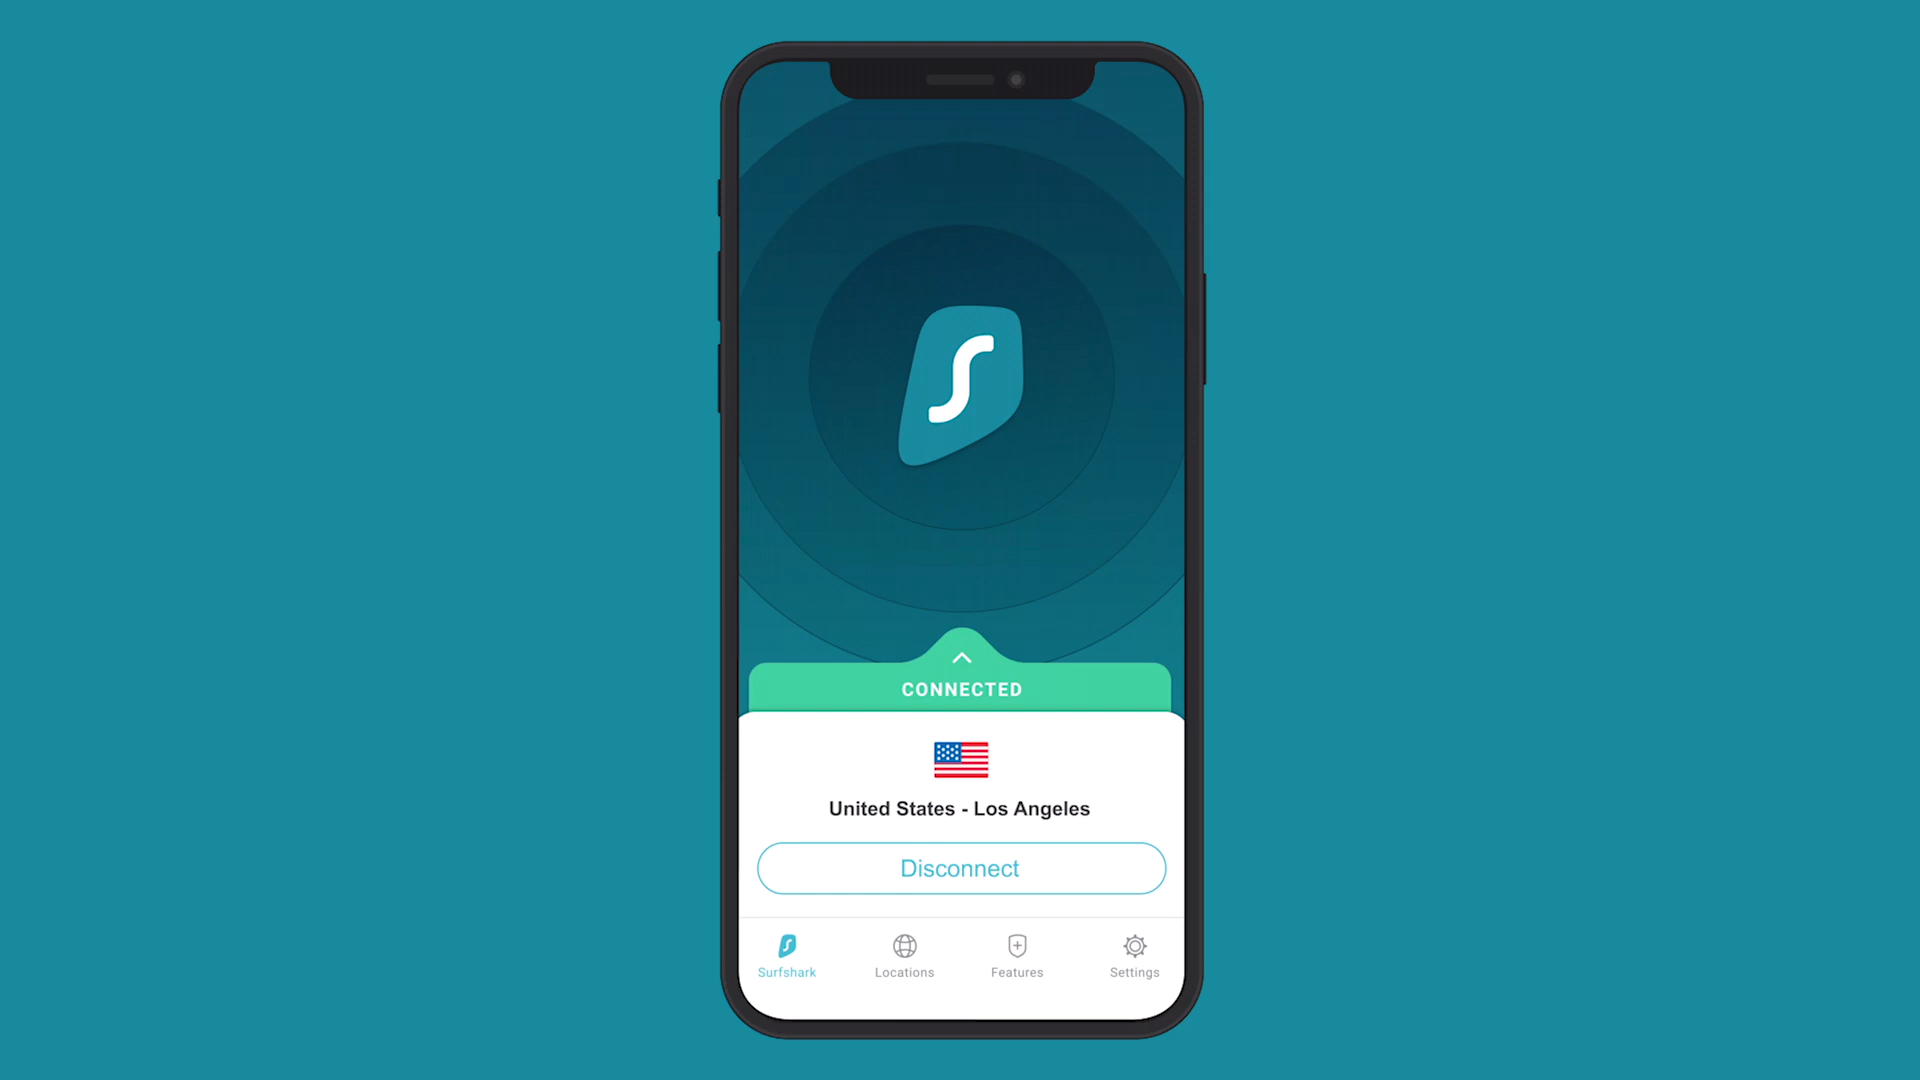 CONNECTED
United States - Los Angeles
Disconnect
Surfshark
Locations
Features
Settings